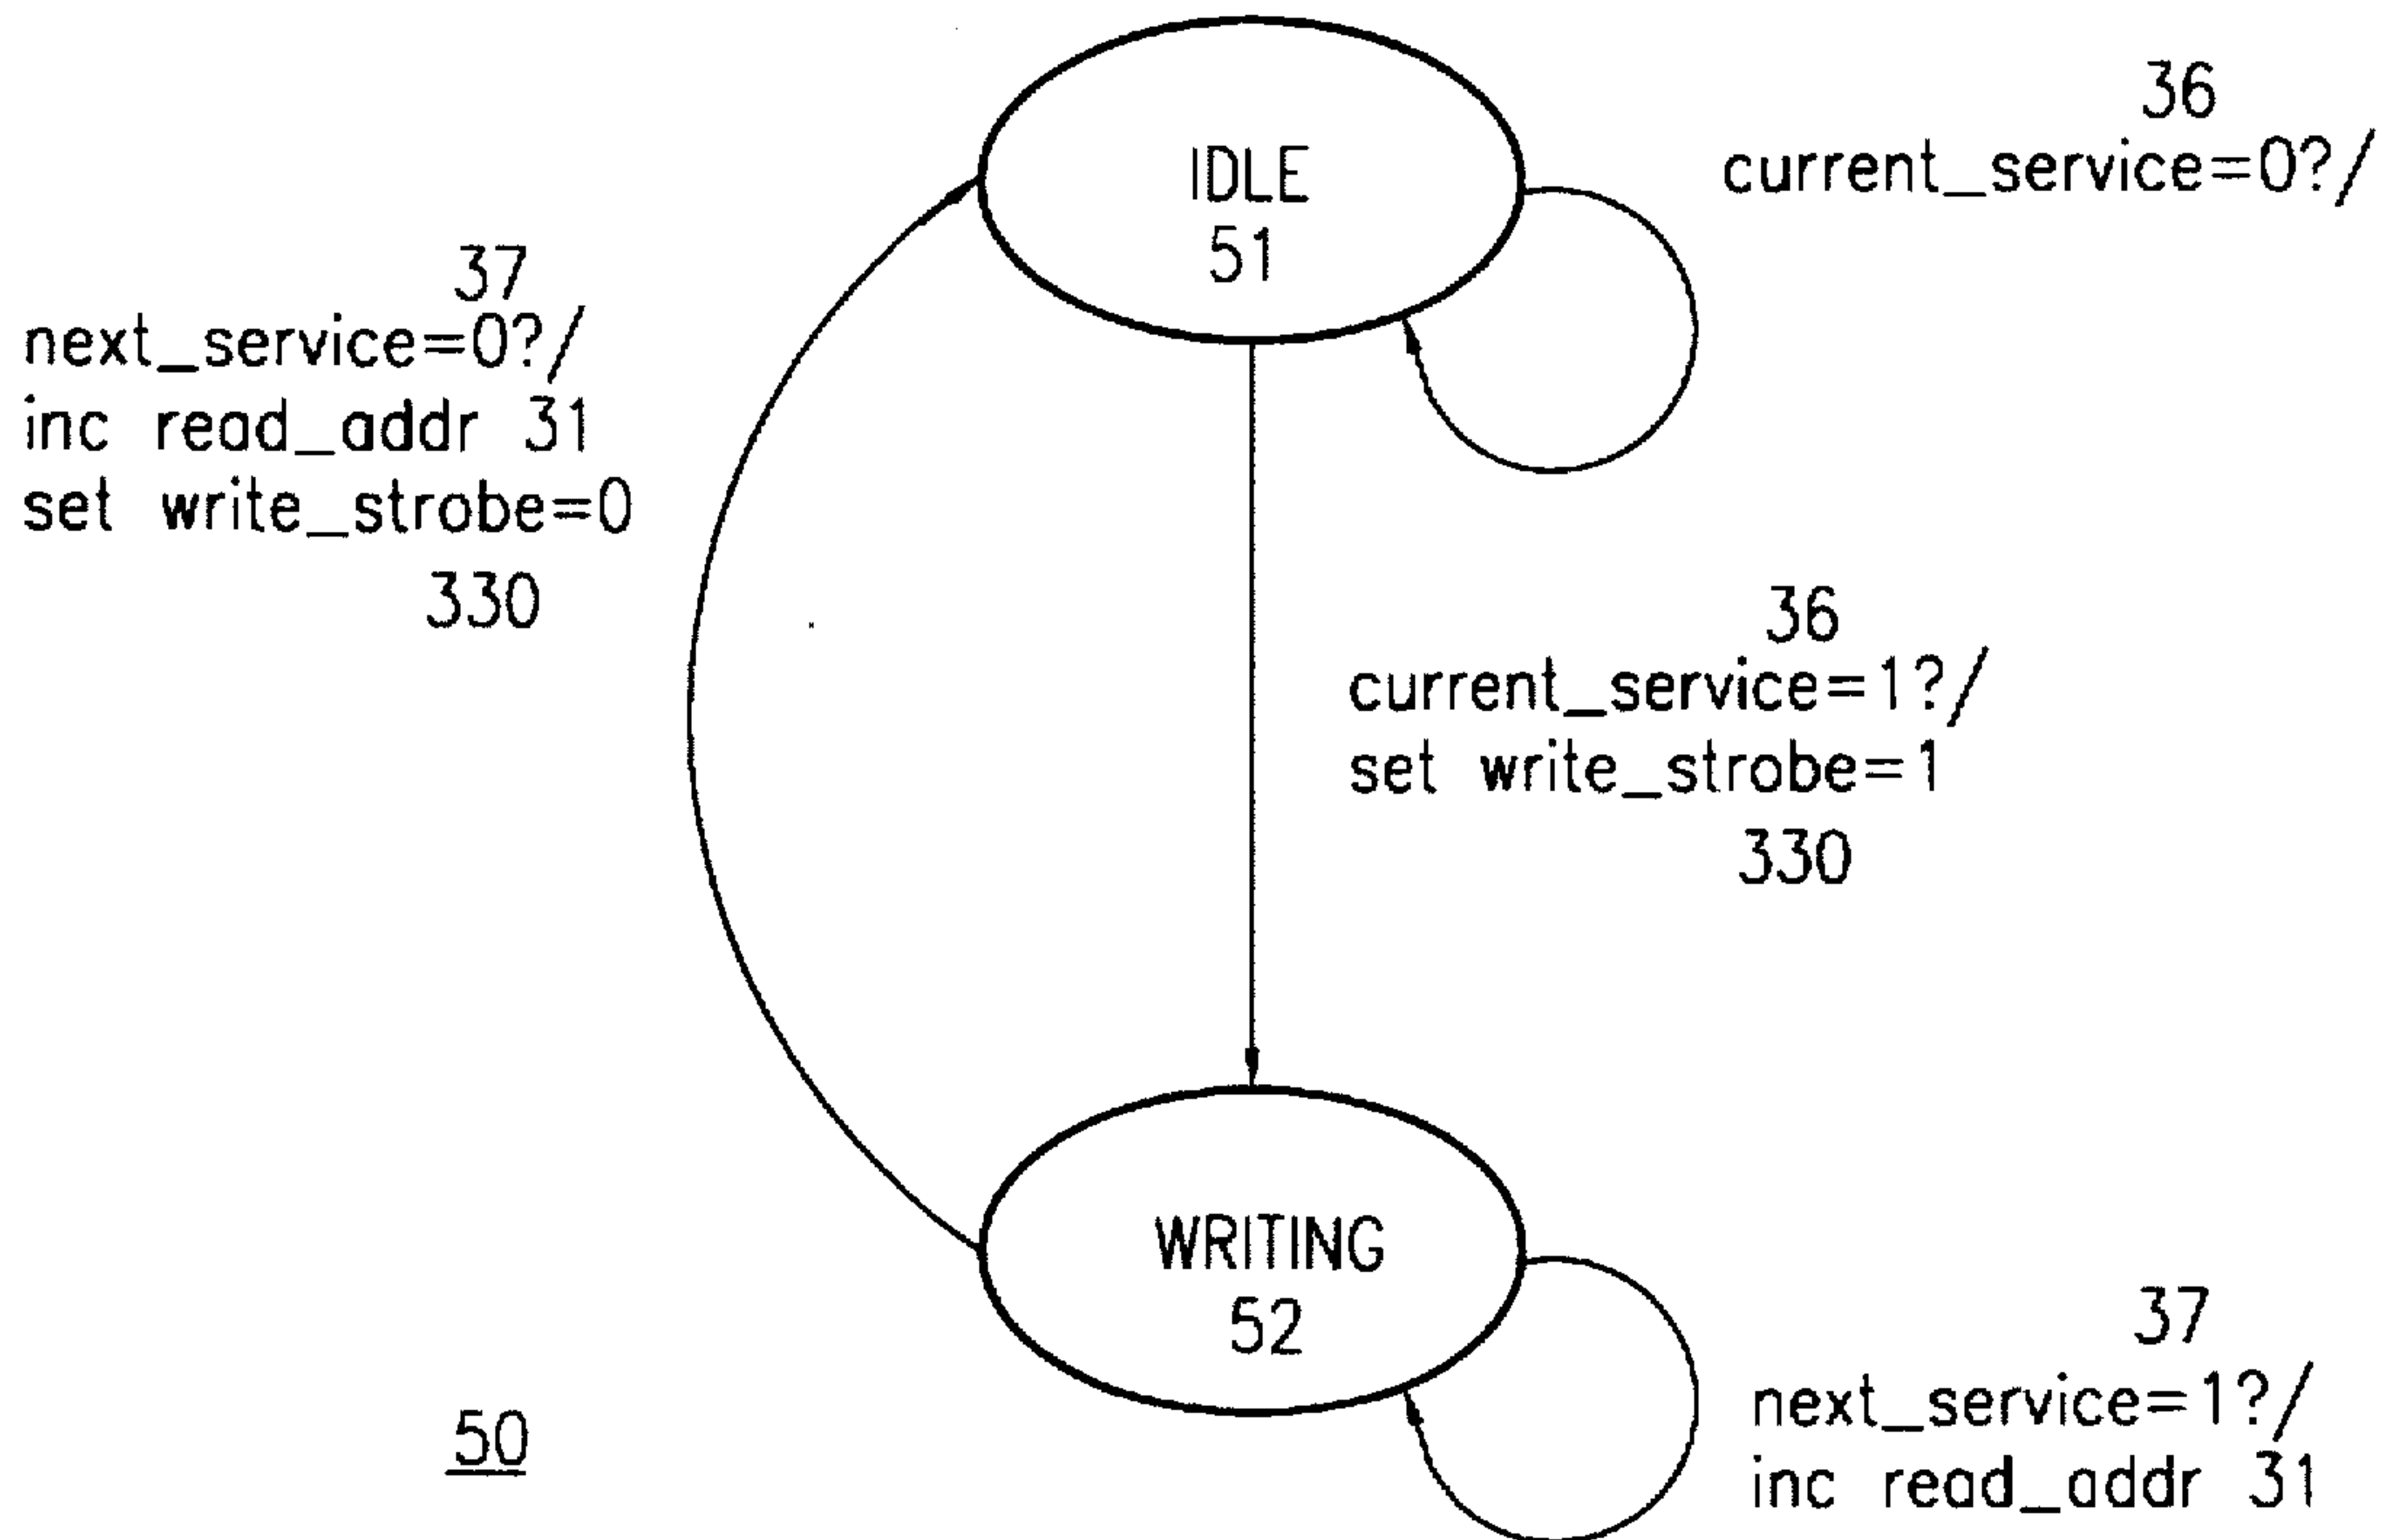 IDLE
51
36
current_service=0?/
37
next_service=0?/
inc read_addr 31
set write_strobe=0
330
36
current_service=1?/
set write_strobe=1
330
WRITING
52
37
next_service=1?/
inc read_addr 31
50